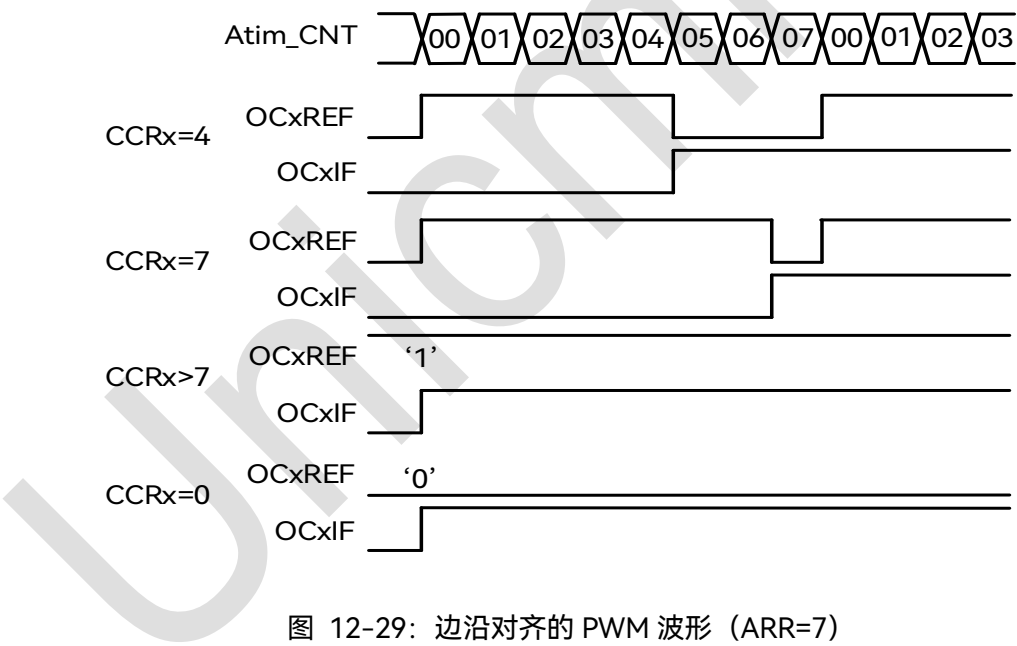 Atim_CNT 00 01 02 03 04 05 06 07 00 01 02 03
OCxREF
CCRx=4
OCxIF
OCxREF
CCRx=7
OCxIF
OCxREF ‘1’
CCRx>7
OCxIF
OCxREF ‘0’
CCRx=0
OCxIF
图 12-29：边沿对齐的 PWM 波形（ARR=7）
Unicmi